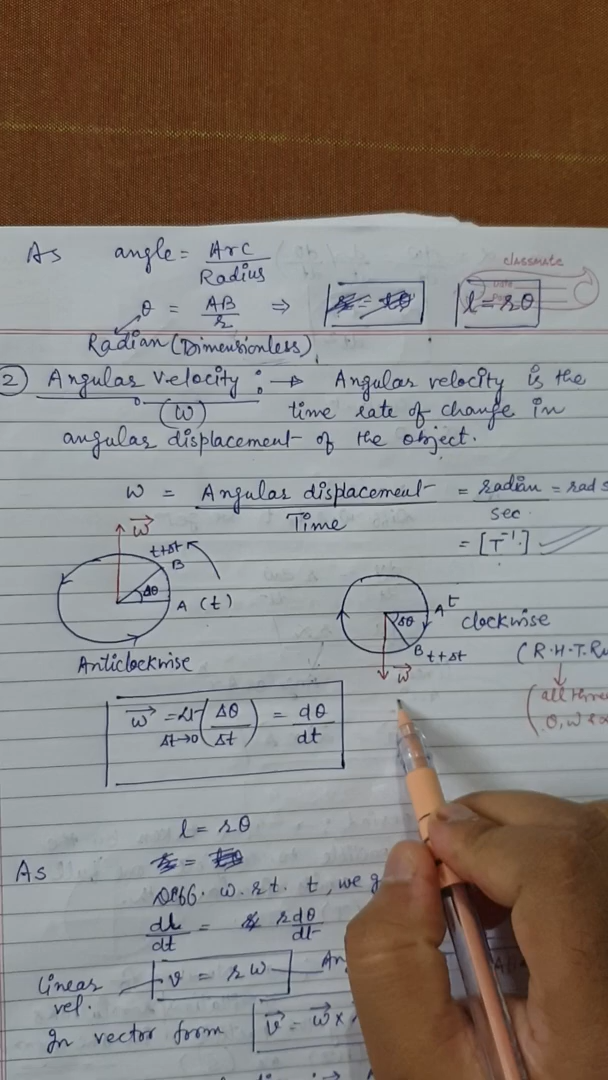 As angle = Arc / Radius
classmate
θ = AB / r ⇒ l = rθ
Radian (Dimensionless)
2 Angular Velocity :→ Angular velocity is the
(ω) time rate of change in
angular displacement of the object.
ω = Angular displacement / Time = radian / sec = rad s
= [T⁻¹]
ω⃗
t+Δt
B
Δθ
A (t)
Anticlockwise
A t
Δθ
clockwise
B t+Δt
ω⃗
(R.H.T.Ru
all three
θ, ω &
ω⃗ = Lt Δt→0 (Δθ / Δt) = dθ / dt
l = rθ
As
Diff. w.r.t. t, we g
dl / dt = r dθ / dt
Linear vel. v = rω An
In vector from v⃗ = ω⃗ ×